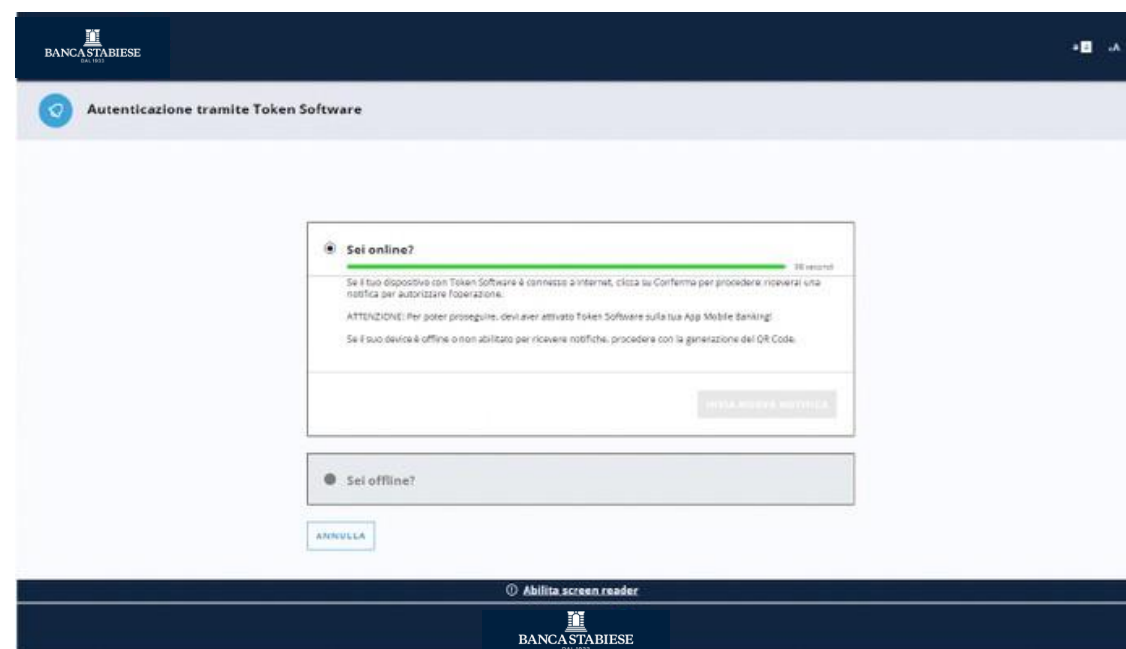 BANCA STABIESE
DAL 1933
a a
AA
Autenticazione tramite Token Software
Sei online?
Se il tuo dispositivo con Token Software è connesso a internet, clicca su Conferma per procedere: riceverai una
notifica per autorizzare l'operazione.
ATTENZIONE: Per poter proseguire, devi aver attivato Token Software sulla tua App Mobile Banking!
Se il suo device è offline o non abilitato per ricevere notifiche, procedere con la generazione del QR Code.
INVIA NUOVA NOTIFICA
Sei offline?
ANNULLA
Abilita screen reader
BANCA STABIESE